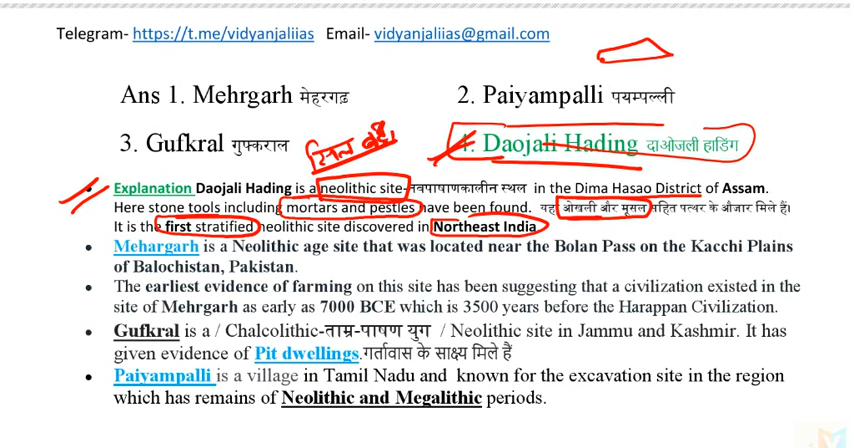 Telegram- https://t.me/vidyanjaliias Email- vidyanjaliias@gmail.com
Ans 1. Mehrgarh मेहरगढ़ 2. Paiyampalli पयम्पल्ली
3. Gufkral गुफ्कराल 4. Daojali Hading दाओजली हाडिंग
• Explanation Daojali Hading is a neolithic site-नवपाषाणकालीन स्थल in the Dima Hasao District of Assam.
Here stone tools including mortars and pestles have been found. यह ओखली और मूसल सहित पत्थर के औजार मिले हैं।
It is the first stratified neolithic site discovered in Northeast India
• Mehargarh is a Neolithic age site that was located near the Bolan Pass on the Kacchi Plains
of Balochistan, Pakistan.
• The earliest evidence of farming on this site has been suggesting that a civilization existed in the
site of Mehrgarh as early as 7000 BCE which is 3500 years before the Harappan Civilization.
• Gufkral is a / Chalcolithic-ताम्र-पाषण युग / Neolithic site in Jammu and Kashmir. It has
given evidence of Pit dwellings.गर्तावास के साक्ष्य मिले हैं
• Paiyampalli is a village in Tamil Nadu and known for the excavation site in the region
which has remains of Neolithic and Megalithic periods.